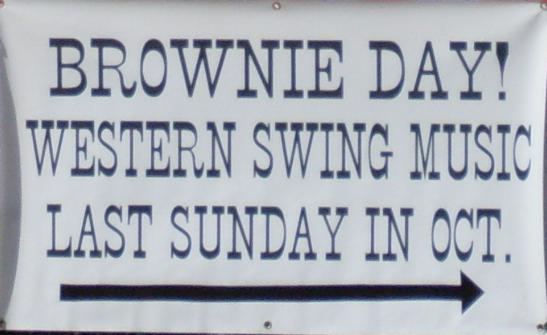 BROWNIE DAY!
WESTERN SWING MUSIC
LAST SUNDAY IN OCT.